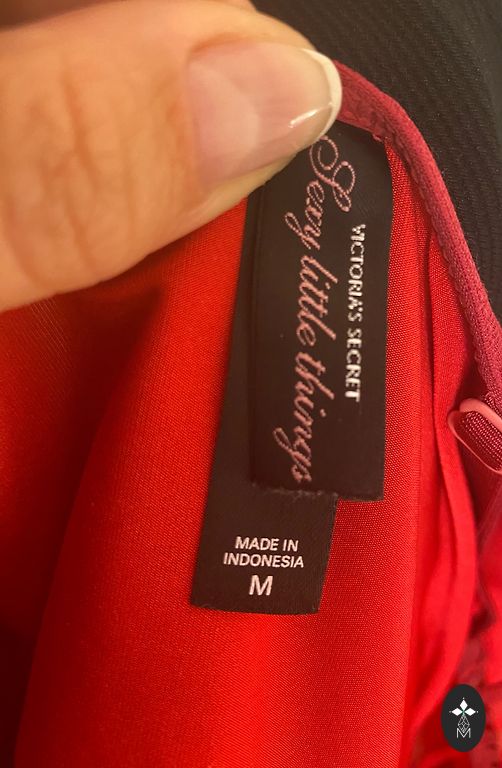 VICTORIA'S SECRET
Sexy little things
MADE IN
INDONESIA
M
M